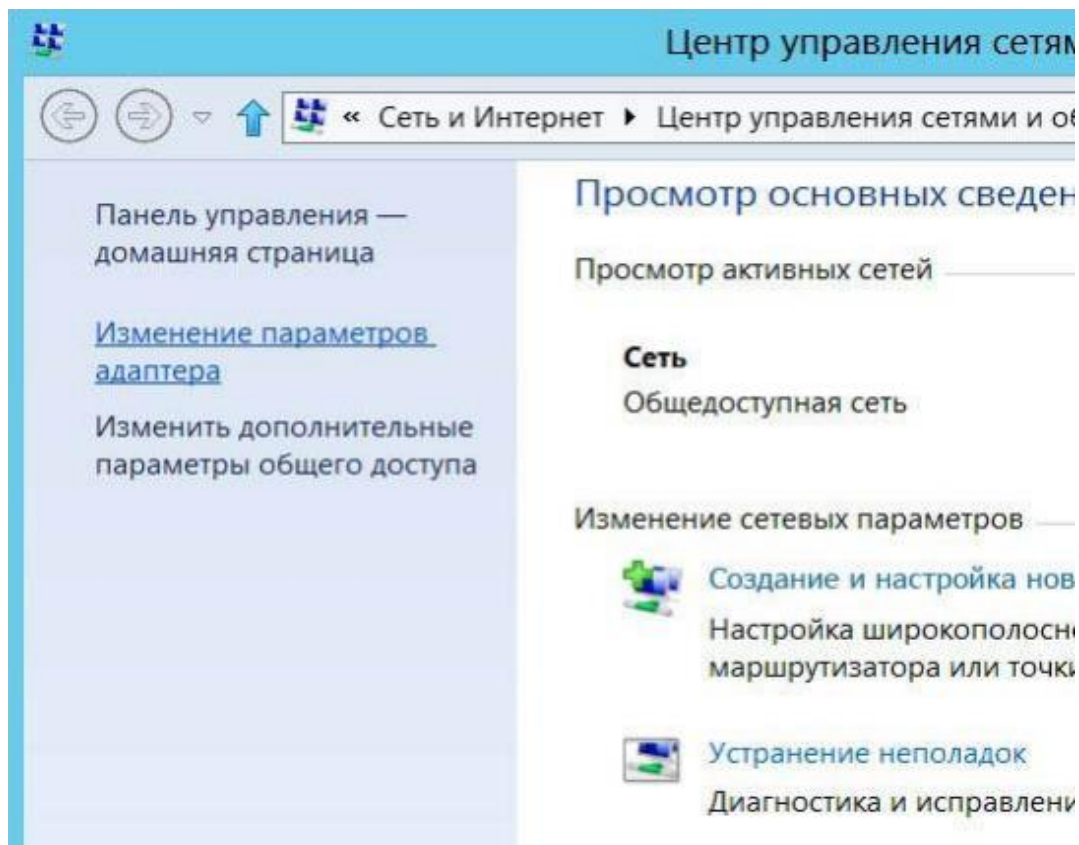 Центр управления сетям
« Сеть и Интернет ▸ Центр управления сетями и об
Панель управления —
домашняя страница
Изменение параметров
адаптера
Изменить дополнительные
параметры общего доступа
Просмотр основных сведен
Просмотр активных сетей
Сеть
Общедоступная сеть
Изменение сетевых параметров
Создание и настройка нов
Настройка широкополосн
маршрутизатора или точки
Устранение неполадок
Диагностика и исправлени